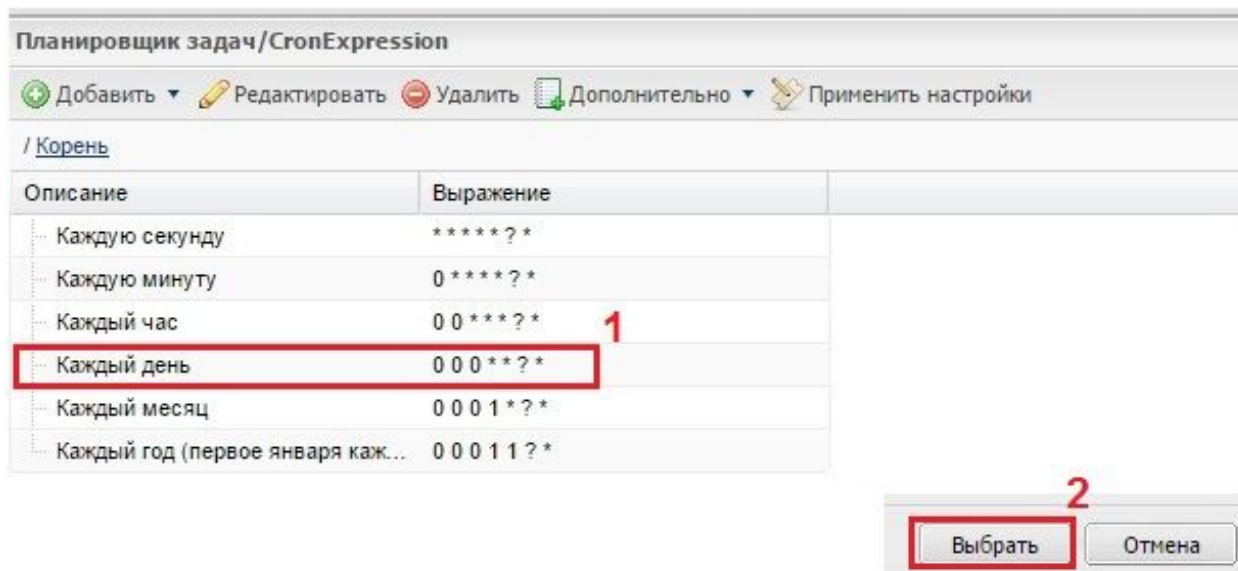 Планировщик задач/CronExpression
Добавить Редактировать Удалить Дополнительно Применить настройки
/ Корень
Описание Выражение
Каждую секунду * * * * * ? *
Каждую минуту 0 * * * * ? *
Каждый час 0 0 * * * ? *
1
Каждый день 0 0 0 * * ? *
Каждый месяц 0 0 0 1 * ? *
Каждый год (первое января каж... 0 0 0 1 1 ? *
2
Выбрать Отмена